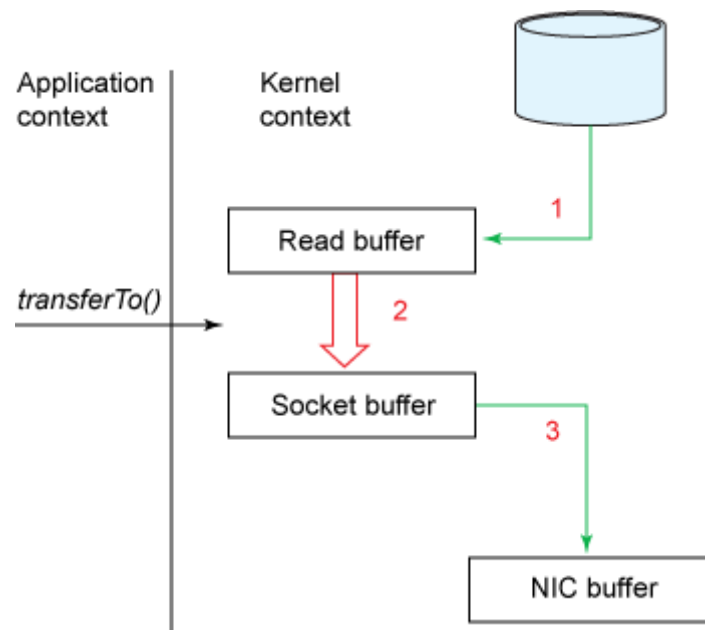 Application
context
Kernel
context
1
Read buffer
transferTo()
2
Socket buffer
3
NIC buffer